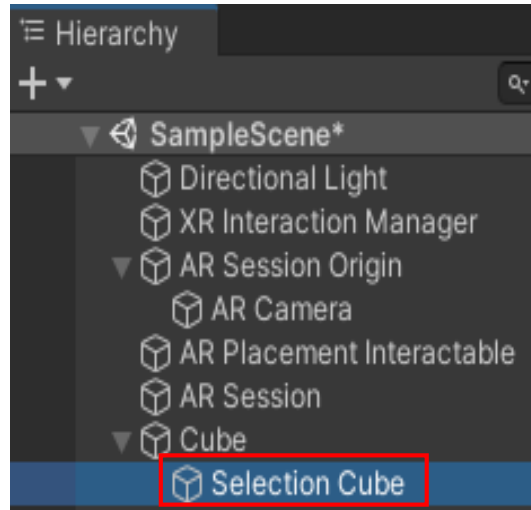 Hierarchy
SampleScene*
Directional Light
XR Interaction Manager
AR Session Origin
AR Camera
AR Placement Interactable
AR Session
Cube
Selection Cube